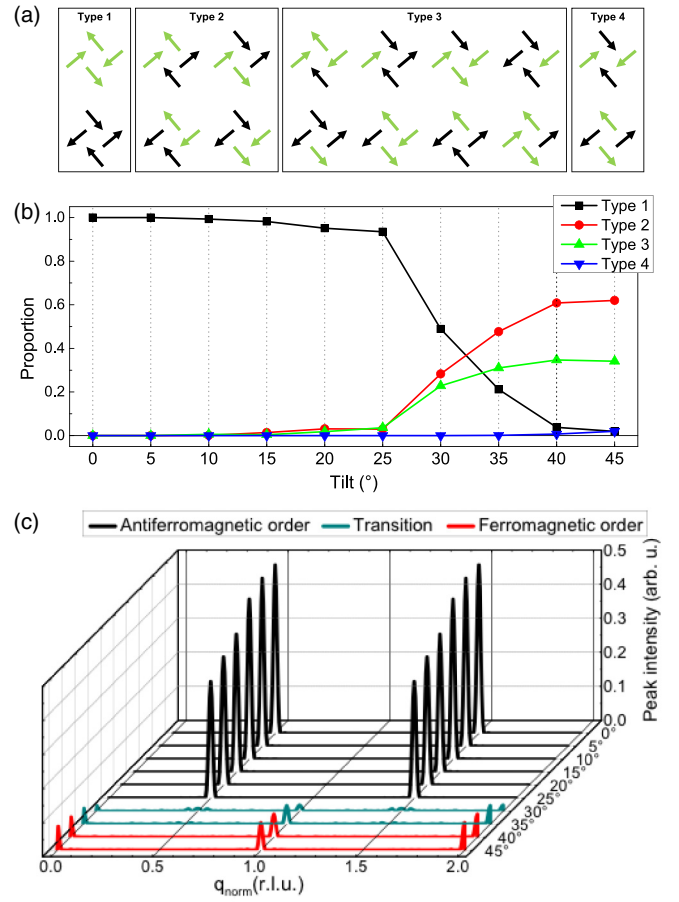 (a)
Type 1
Type 2
Type 3
Type 4
(b)
Type 1
Type 2
Type 3
Type 4
1.0
0.8
0.6
0.4
0.2
0.0
Proportion
0 5 10 15 20 25 30 35 40 45
Tilt (°)
(c)
Antiferromagnetic order Transition Ferromagnetic order
0.5
0.4
0.3
0.2
0.1
0.0
Peak intensity (arb. u.)
0°
5°
10°
15°
20°
25°
30°
35°
40°
45°
0.0 0.5 1.0 1.5 2.0
qnorm(r.l.u.)